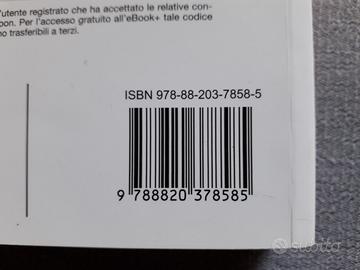 l'utente registrato che ha accettato le relative con-
pon. Per l'accesso gratuito all'eBook+ tale codice
no trasferibili a terzi.
ISBN 978-88-203-7858-5
9 788820 378585
subito